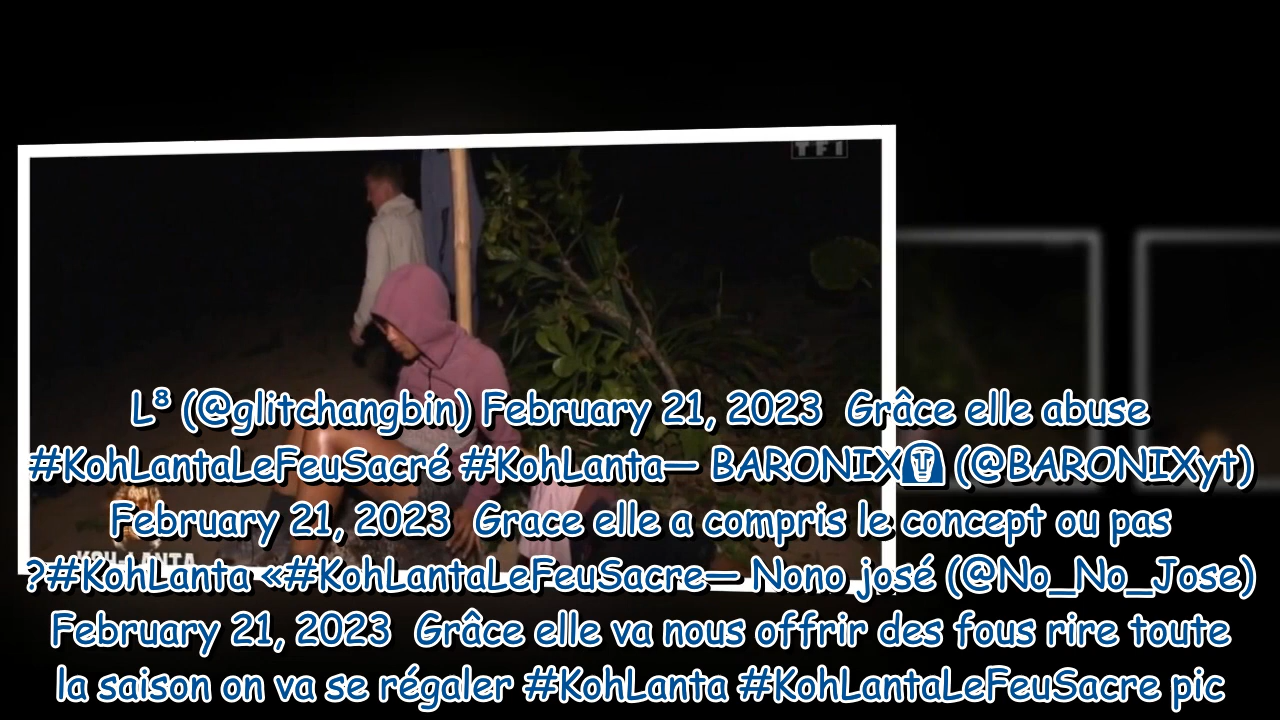 TF1
L⁸ (@glitchangbin) February 21, 2023 Grâce elle abuse
#KohLantaLeFeuSacré #KohLanta— BARONIX (@BARONIXyt)
February 21, 2023 Grace elle a compris le concept ou pas
?#KohLanta «#KohLantaLeFeuSacre— Nono josé (@No_No_Jose)
February 21, 2023 Grâce elle va nous offrir des fous rire toute
la saison on va se régaler #KohLanta #KohLantaLeFeuSacre pic
KOH-LANTA